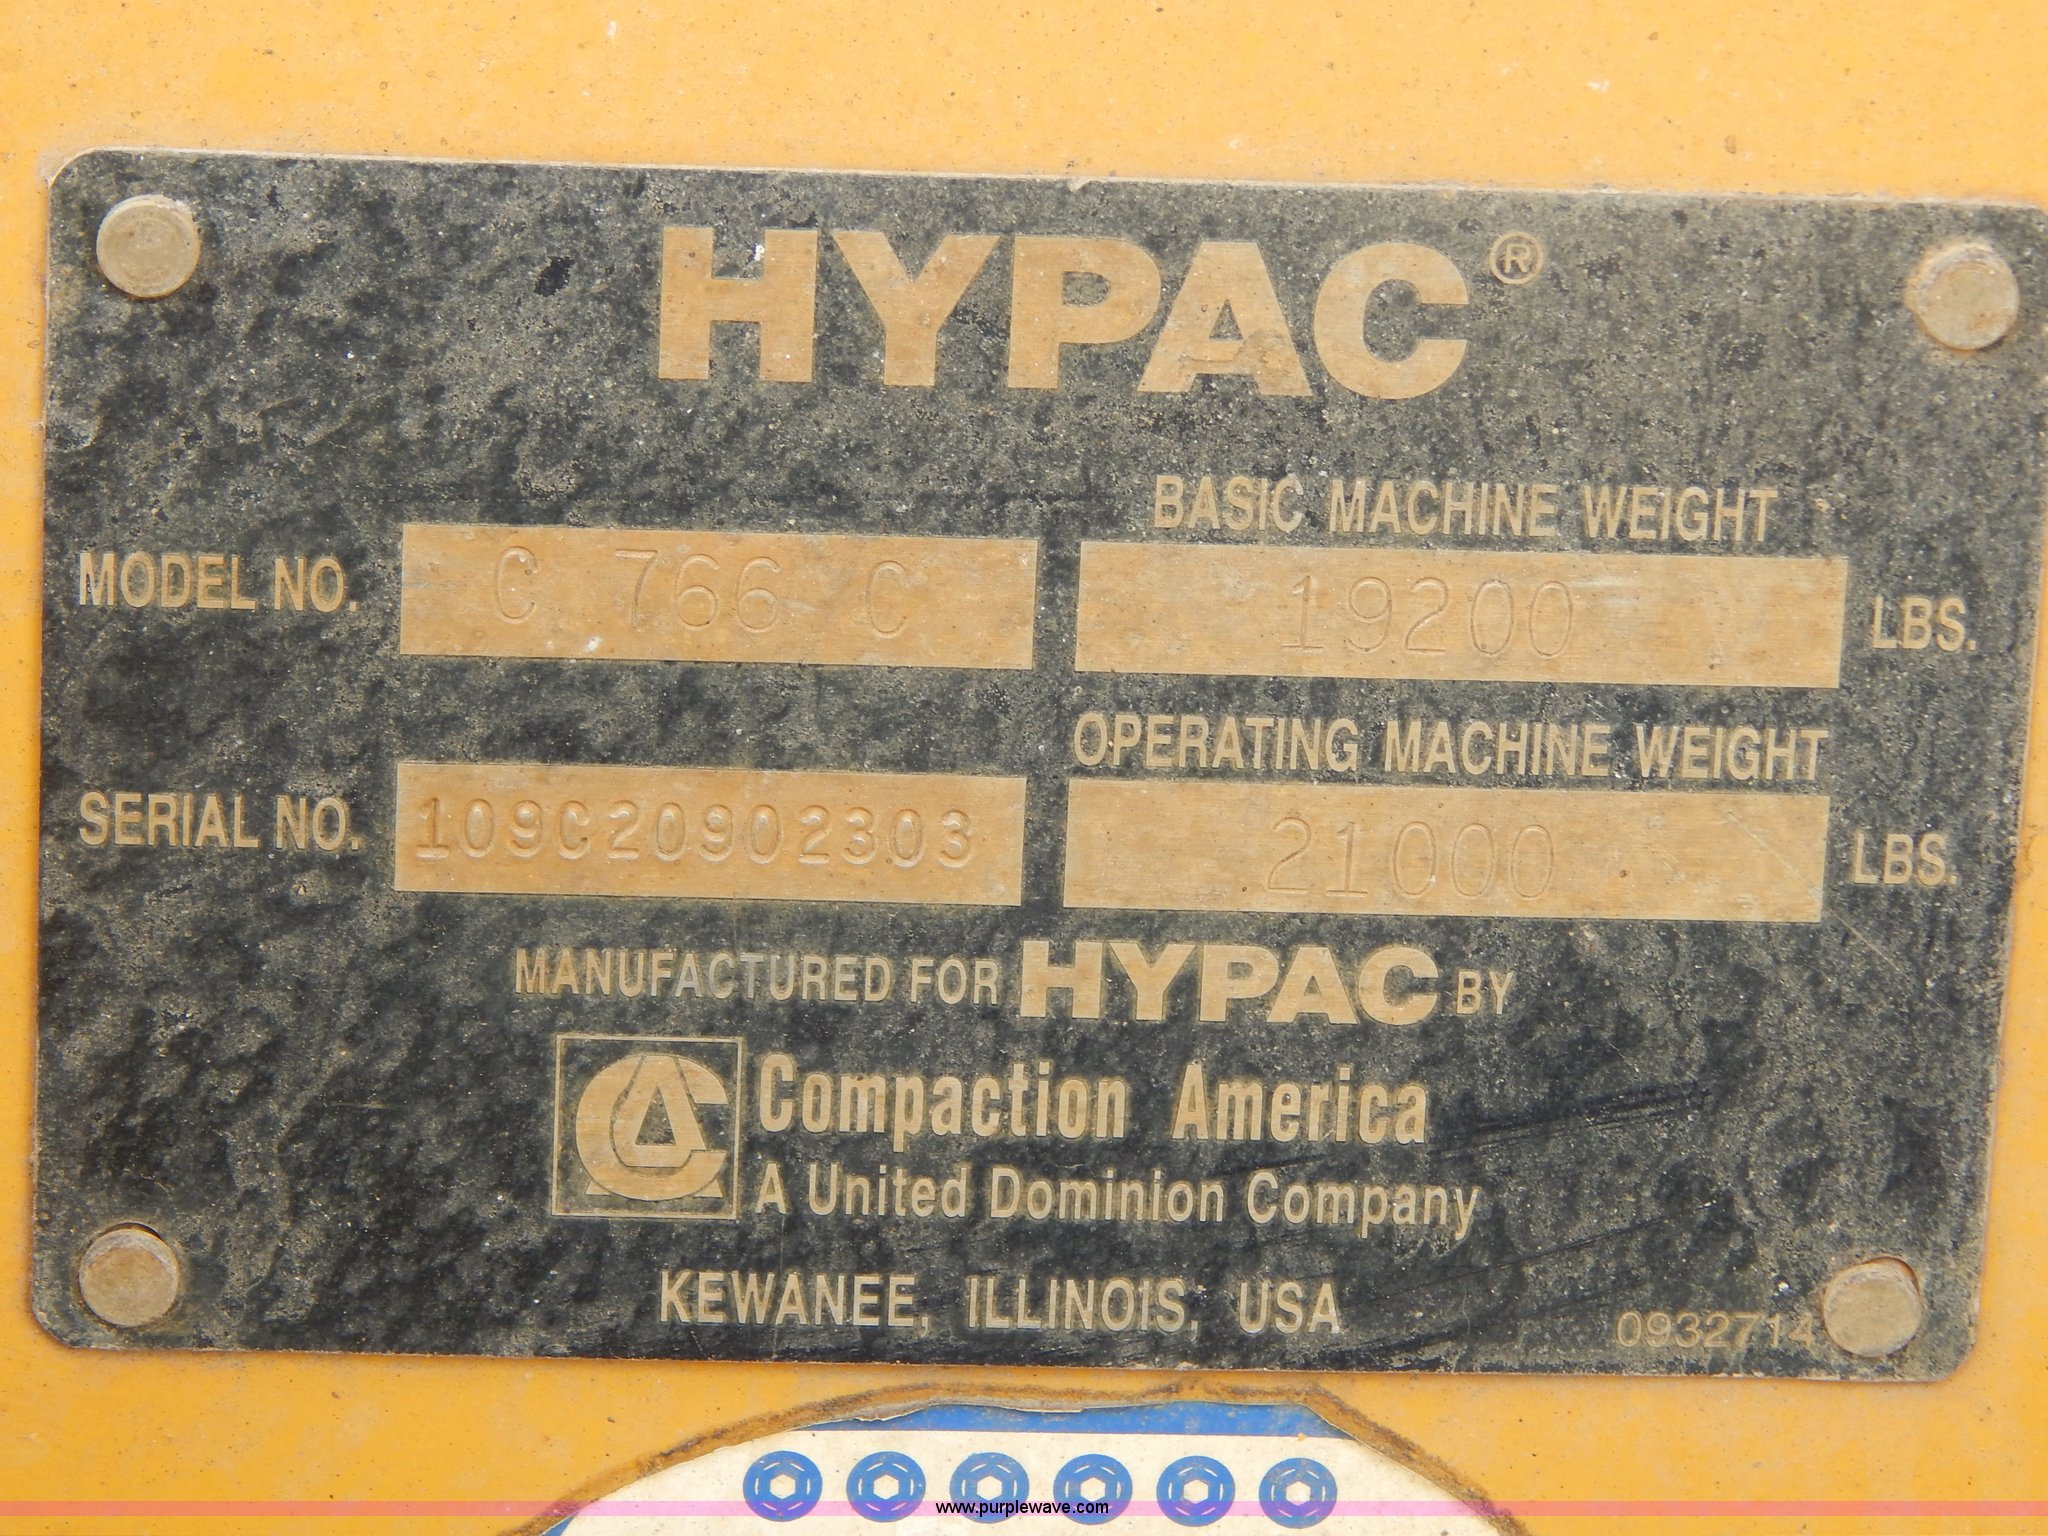 HYPAC®
BASIC MACHINE WEIGHT
MODEL NO. C 766 C 19200 LBS.
OPERATING MACHINE WEIGHT
SERIAL NO. 109C20902303 21000 LBS.
MANUFACTURED FOR HYPAC BY
CA Compaction America
A United Dominion Company
KEWANEE, ILLINOIS, USA
0932714
www.purplewave.com